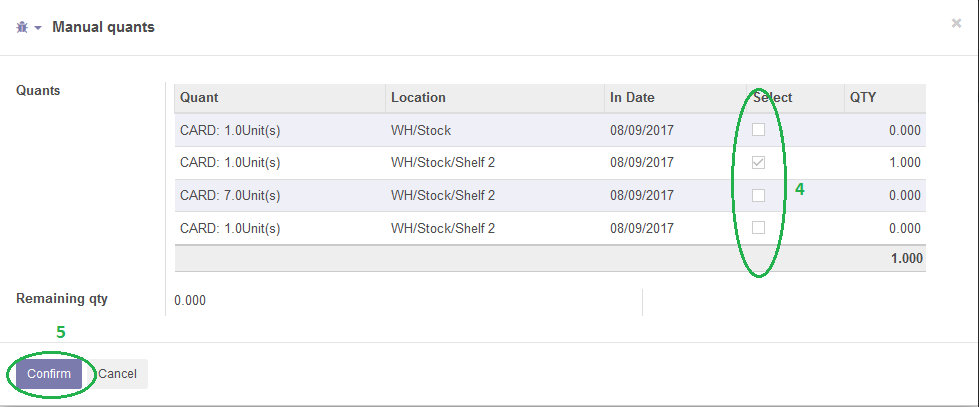 Manual quants ×
Quants
Quant Location In Date Select QTY
CARD: 1.0Unit(s) WH/Stock 08/09/2017 0.000
CARD: 1.0Unit(s) WH/Stock/Shelf 2 08/09/2017 1.000
CARD: 7.0Unit(s) WH/Stock/Shelf 2 08/09/2017 0.000
CARD: 1.0Unit(s) WH/Stock/Shelf 2 08/09/2017 0.000
4
1.000
Remaining qty 0.000
5
Confirm Cancel